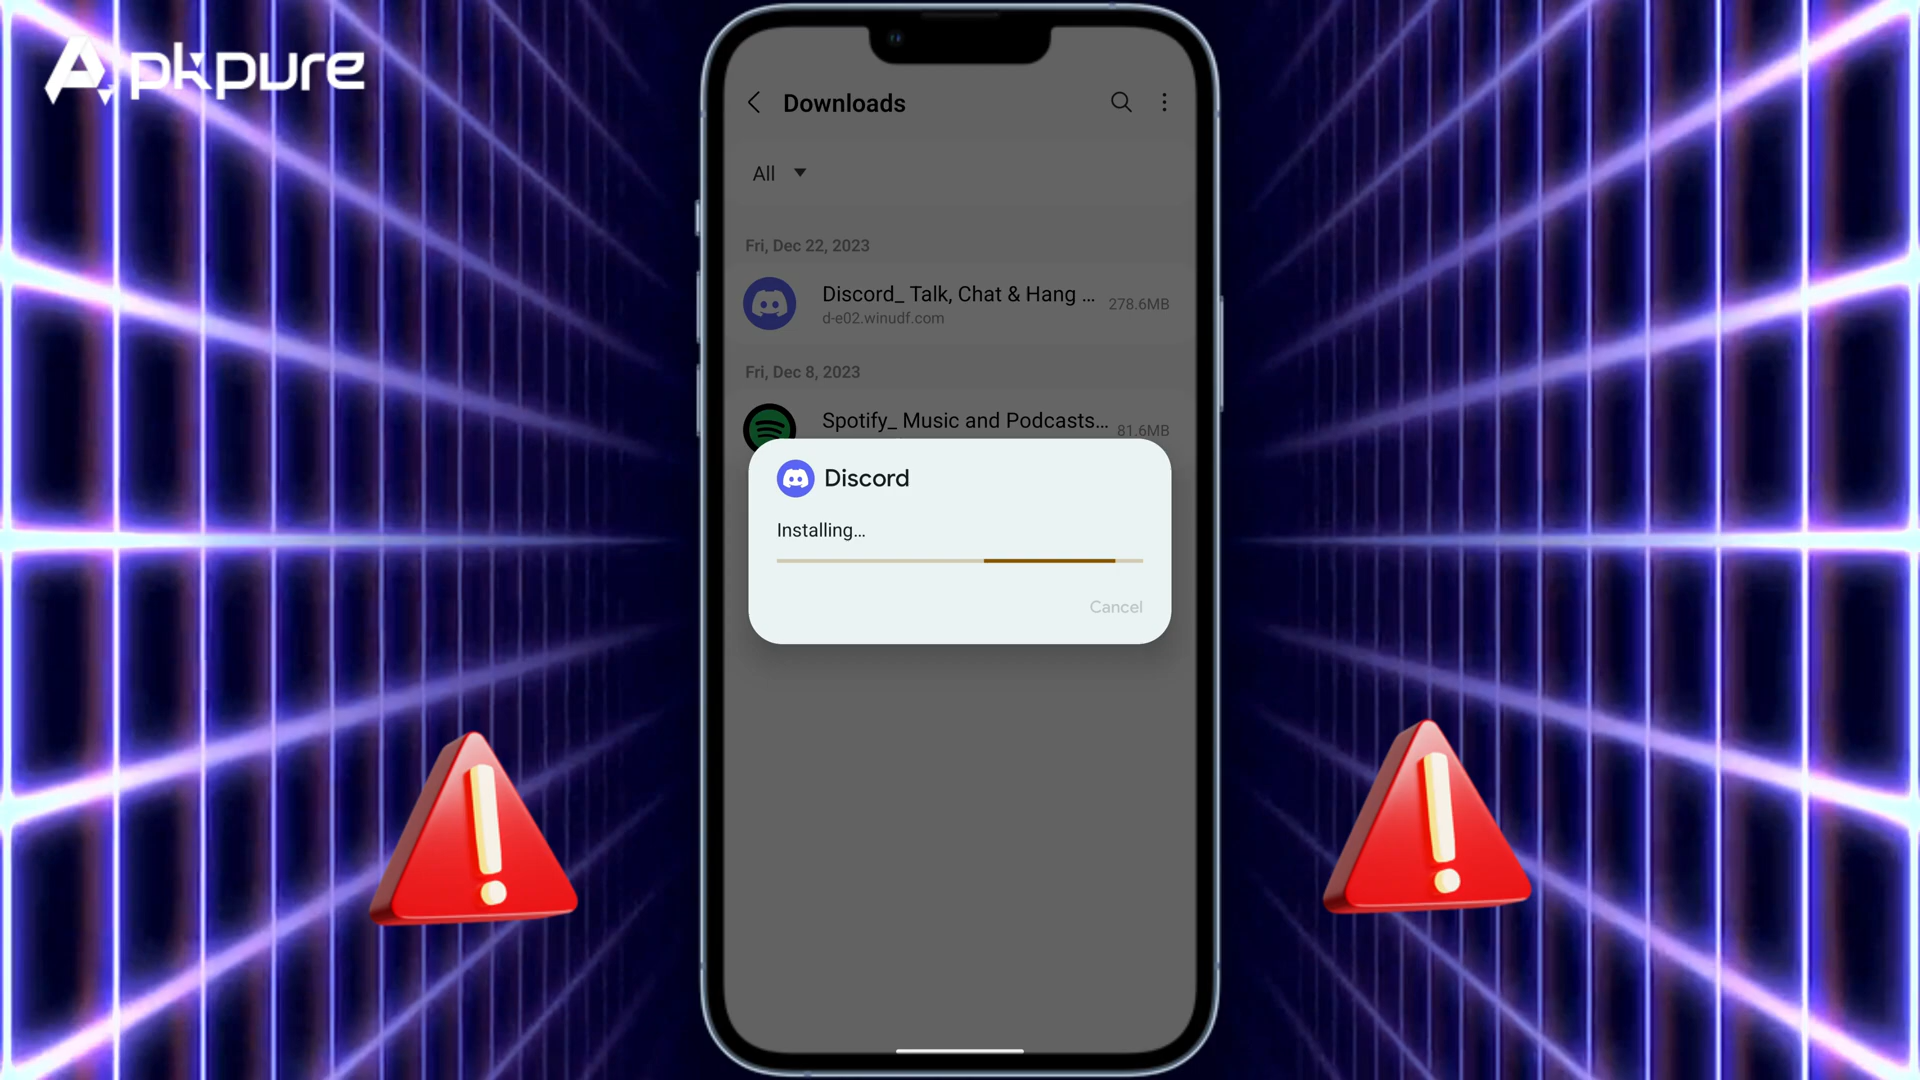 Apkpure
Downloads
All
Fri, Dec 22, 2023
Discord_ Talk, Chat & Hang ...
278.6MB
d-e02.winudf.com
Fri, Dec 8, 2023
Spotify_ Music and Podcasts...
81.6MB
Discord
Installing...
Cancel